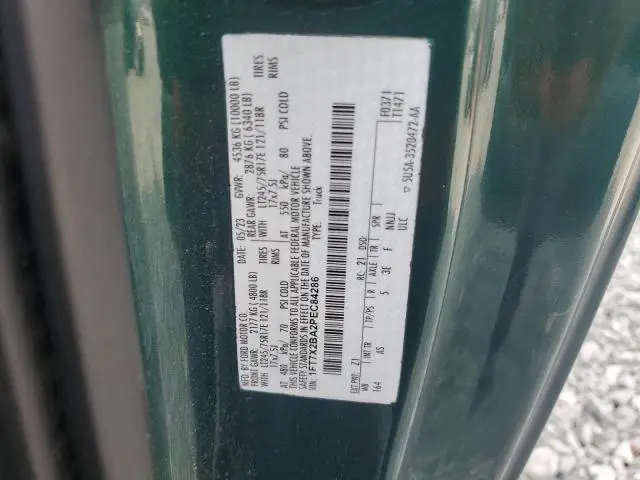 MFD. BY FORD MOTOR CO.
DATE: 05/23 GVWR: 4536 KG (10000 LB)
FRONT GAWR: 2177 KG (4800 LB) REAR GAWR: 2876 KG (6340 LB)
WITH LT245/75R17E 121/118R WITH LT245/75R17E 121/118R TIRES
17x7.5J RIMS 17x7.5J RIMS
AT 480 kPa/ 70 PSI COLD AT 550 kPa/ 80 PSI COLD
THIS VEHICLE CONFORMS TO ALL APPLICABLE FEDERAL MOTOR VEHICLE
SAFETY STANDARDS IN EFFECT ON THE DATE OF MANUFACTURE SHOWN ABOVE.
VIN: 1FT7X2BA2PEC84286
TYPE: Truck
F0371
T1471
EXT PNT: Z1 RC: 21 DSO:
WB INT TR TP/PS R AXLE TR SPR
164 AS 5 3E F NNJJ
ULC
▽ 5U5A-3520472-AA